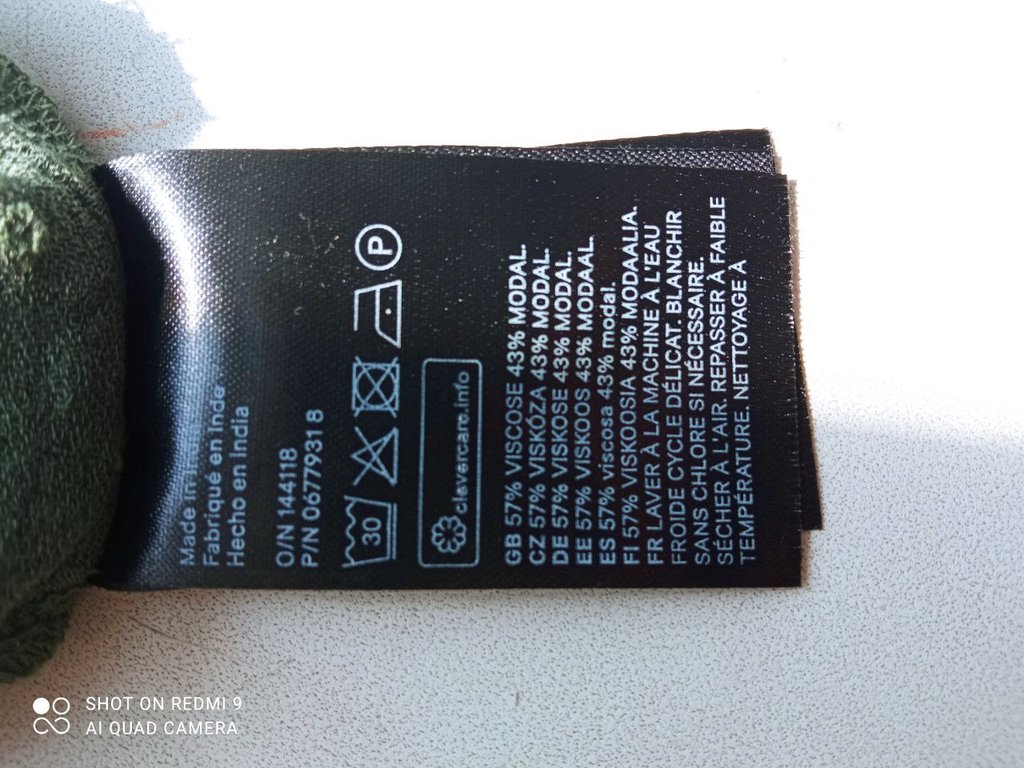 Made in India
Fabriqué en Inde
Hecho en India
O/N 144118
P/N 0677931 8
30
P
clevercare.info
GB 57% VISCOSE 43% MODAL.
CZ 57% VISKÓZA 43% MODAL.
DE 57% VISKOSE 43% MODAL.
EE 57% VISKOOS 43% MODAAL.
ES 57% viscosa 43% modal.
FI 57% VISKOOSIA 43% MODAALIA.
FR LAVER À LA MACHINE À L'EAU
FROIDE CYCLE DÉLICAT. BLANCHIR
SANS CHLORE SI NÉCESSAIRE.
SÉCHER À L'AIR. REPASSER À FAIBLE
TEMPÉRATURE. NETTOYAGE À
SHOT ON REDMI 9
AI QUAD CAMERA